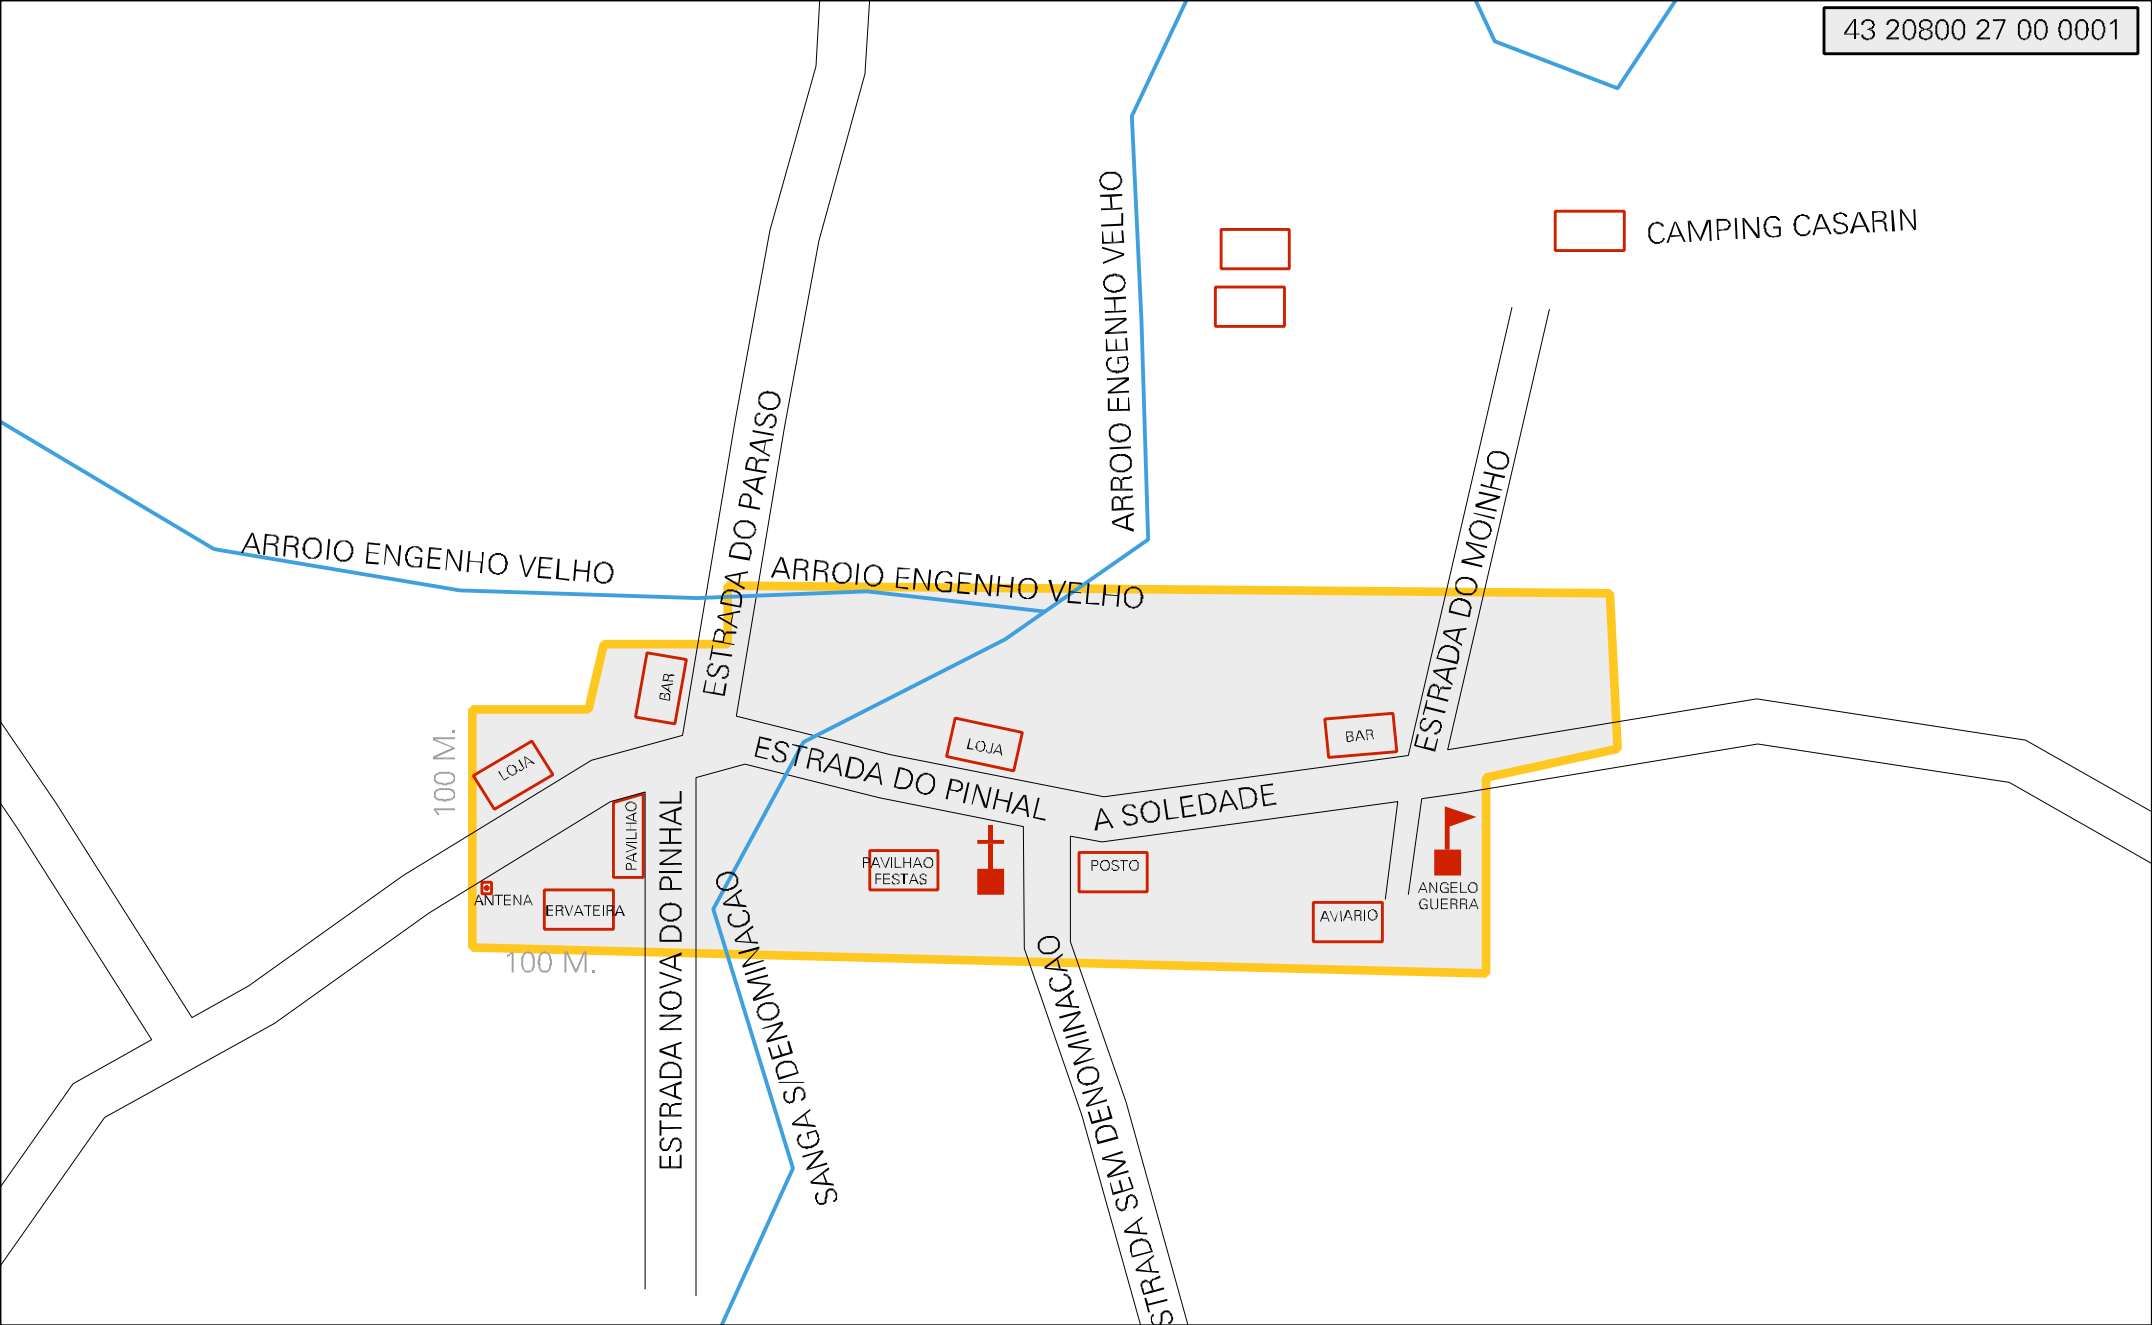 43 20800 27 00 0001
CAMPING CASARIN
ARROIO ENGENHO VELHO
ESTRADA DO PARAISO
ESTRADA DO MOINHO
ARROIO ENGENHO VELHO
ARROIO ENGENHO VELHO
BAR
LOJA
100 M.
LOJA
BAR
ESTRADA DO PINHAL
A SOLEDADE
PAVILHAO
ANTENA
ERVATEIRA
PAVILHAO
FESTAS
POSTO
AVIARIO
ANGELO
GUERRA
100 M.
ESTRADA NOVA DO PINHAL
SANGA S/DENOMINACAO
STRADA SEM DENOMINACAO